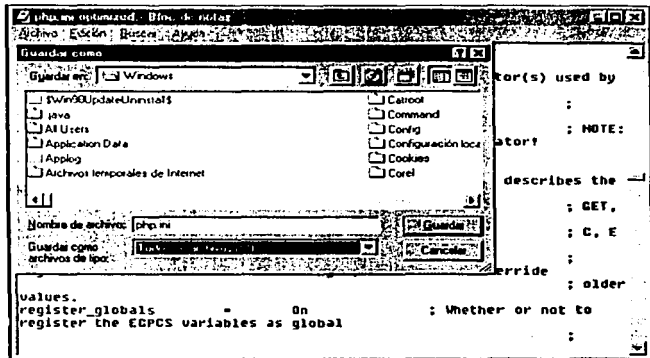 php.ini optimized - Bloc de notas
Archivo Edición Buscar Ayuda
Guardar como
Guardar en: Windows
$Win98UpdateUninstall$
java
All Users
Application Data
Applog
Archivos temporales de Internet
Catroot
Command
Config
Configuración loca
Cookies
Corel
Nombre de archivo: php.ini
Guardar
Guardar como
archivos de tipo:
Cancelar
tor(s) used by
;
; NOTE:
ator!
describes the
; GET,
; C, E
;
erride
; older
values.
register_globals = On ; Whether or not to
register the EGPCS variables as global
;